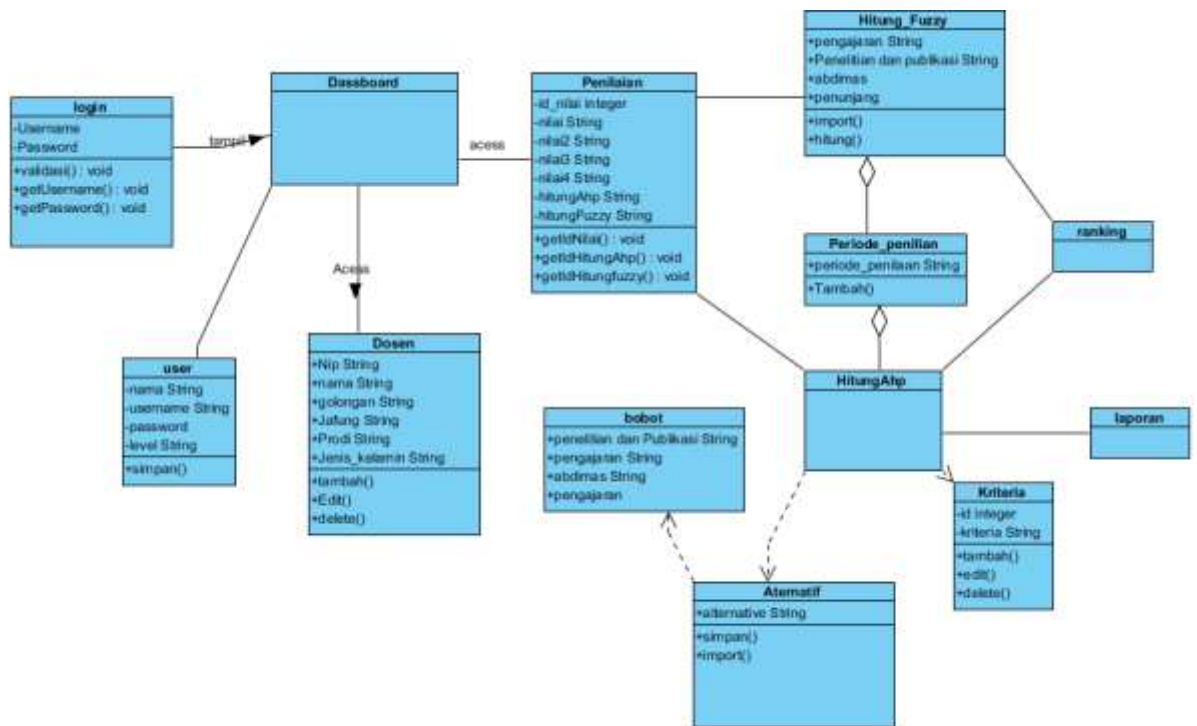 login
-Username
-Password
+validasi() : void
+getUsername() : void
+getPassword() : void
tampil
Dassboard
acess
Acess
user
-nama String
-username String
-password
-level String
+simpan()
Dosen
+Nip String
+nama String
+golongan String
+Jafung String
+Prodi String
+Jenis_kelamin String
+tambah()
+Edit()
+delete()
Penilaian
-id_nilai Integer
-nilai String
-nilai2 String
-nilai3 String
-nilai4 String
-hitungAhp String
-hitungFuzzy String
+getIdNilai() : void
+getIdHitungAhp() : void
+getIdHitungfuzzy() : void
Hitung_Fuzzy
+pengajaran String
+Penelitian dan publikasi String
+abdimas
+penunjang
+import()
+hitung()
Periode_penilian
+periode_penilaan String
+Tambah()
ranking
HitungAhp
laporan
bobot
+penelitian dan Publikasi String
+pengajaran String
+abdimas String
+pengajaran
Kriteria
-id integer
-kriteria String
+tambah()
+edit()
+delete()
Aternatif
+alternative String
+simpan()
+import()